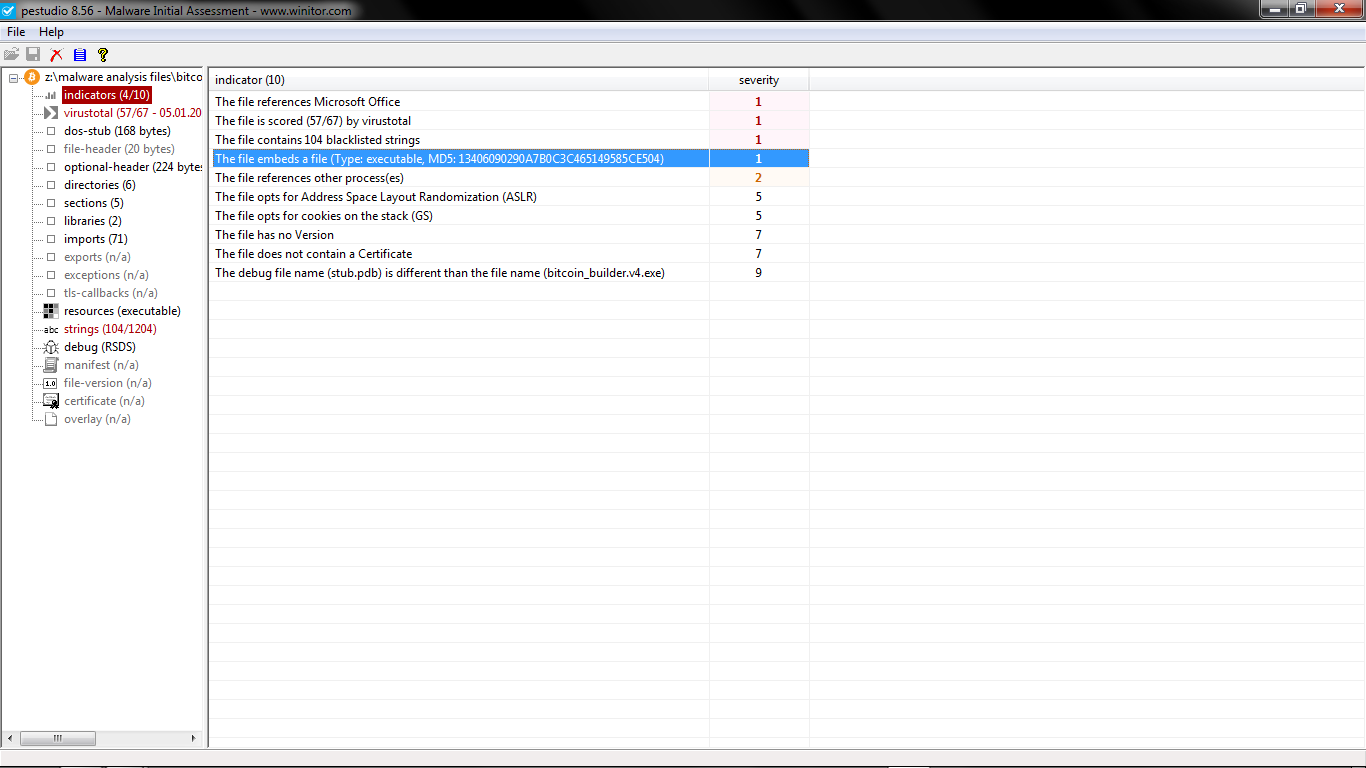 pestudio 8.56 - Malware Initial Assessment - www.winitor.com
File Help
z:\malware analysis files\bitco
indicators (4/10)
virustotal (57/67 - 05.01.20
dos-stub (168 bytes)
file-header (20 bytes)
optional-header (224 bytes
directories (6)
sections (5)
libraries (2)
imports (71)
exports (n/a)
exceptions (n/a)
tls-callbacks (n/a)
resources (executable)
abc strings (104/1204)
debug (RSDS)
manifest (n/a)
1.0 file-version (n/a)
certificate (n/a)
overlay (n/a)
indicator (10) severity
The file references Microsoft Office 1
The file is scored (57/67) by virustotal 1
The file contains 104 blacklisted strings 1
The file embeds a file (Type: executable, MD5: 13406090290A7B0C3C465149585CE504) 1
The file references other process(es) 2
The file opts for Address Space Layout Randomization (ASLR) 5
The file opts for cookies on the stack (GS) 5
The file has no Version 7
The file does not contain a Certificate 7
The debug file name (stub.pdb) is different than the file name (bitcoin_builder.v4.exe) 9